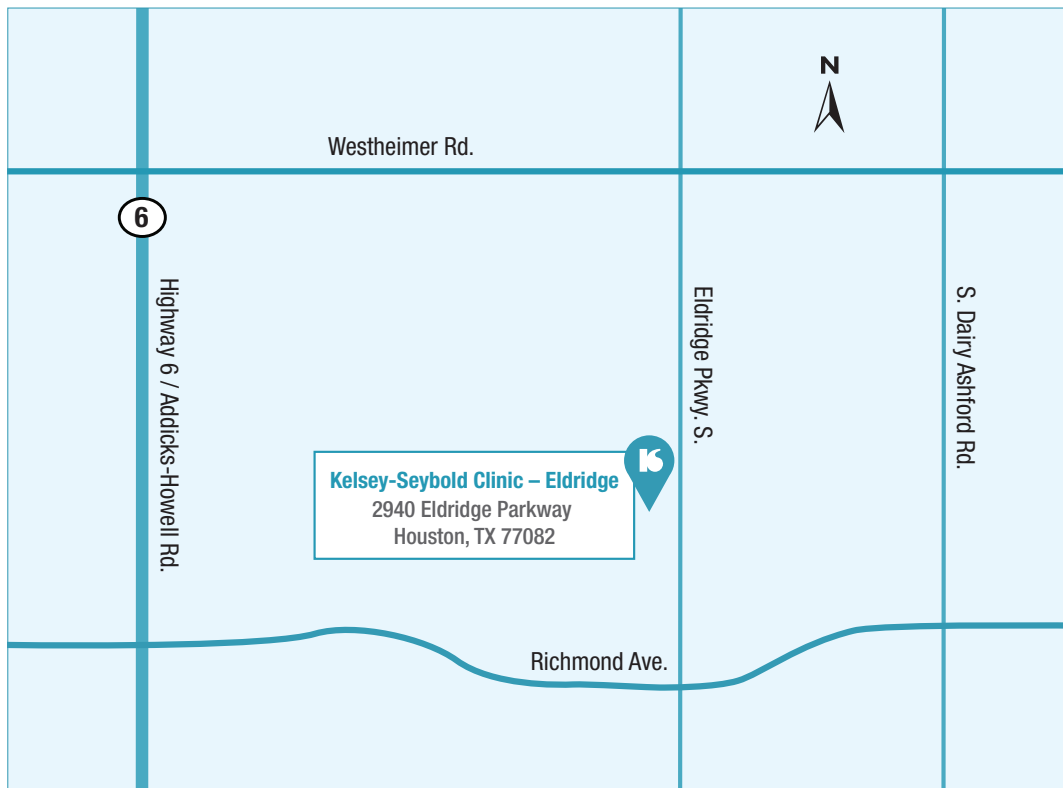 N
Westheimer Rd.
6
Highway 6 / Addicks-Howell Rd.
Eldridge Pkwy. S.
S. Dairy Ashford Rd.
KS
Kelsey-Seybold Clinic – Eldridge
2940 Eldridge Parkway
Houston, TX 77082
Richmond Ave.